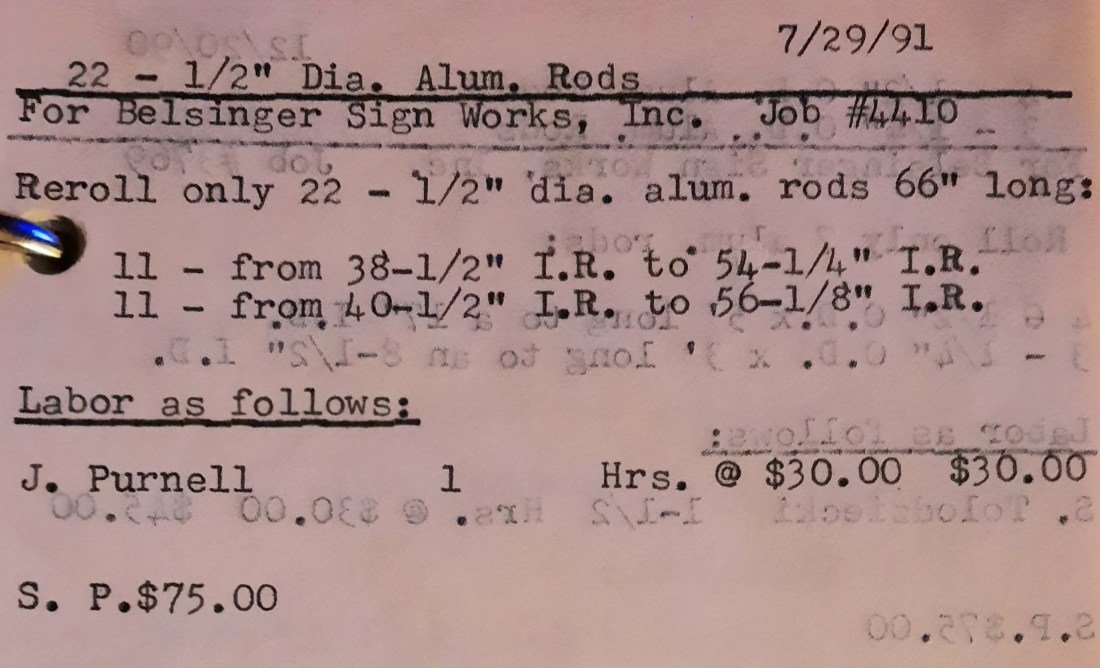 7/29/91
22 - 1/2" Dia. Alum. Rods
For Belsinger Sign Works, Inc. Job #4410
Reroll only 22 - 1/2" dia. alum. rods 66" long:
11 - from 38-1/2" I.R. to 54-1/4" I.R.
11 - from 40-1/2" I.R. to 56-1/8" I.R.
Labor as follows:
J. Purnell 1 Hrs. @ $30.00 $30.00
S. P.$75.00